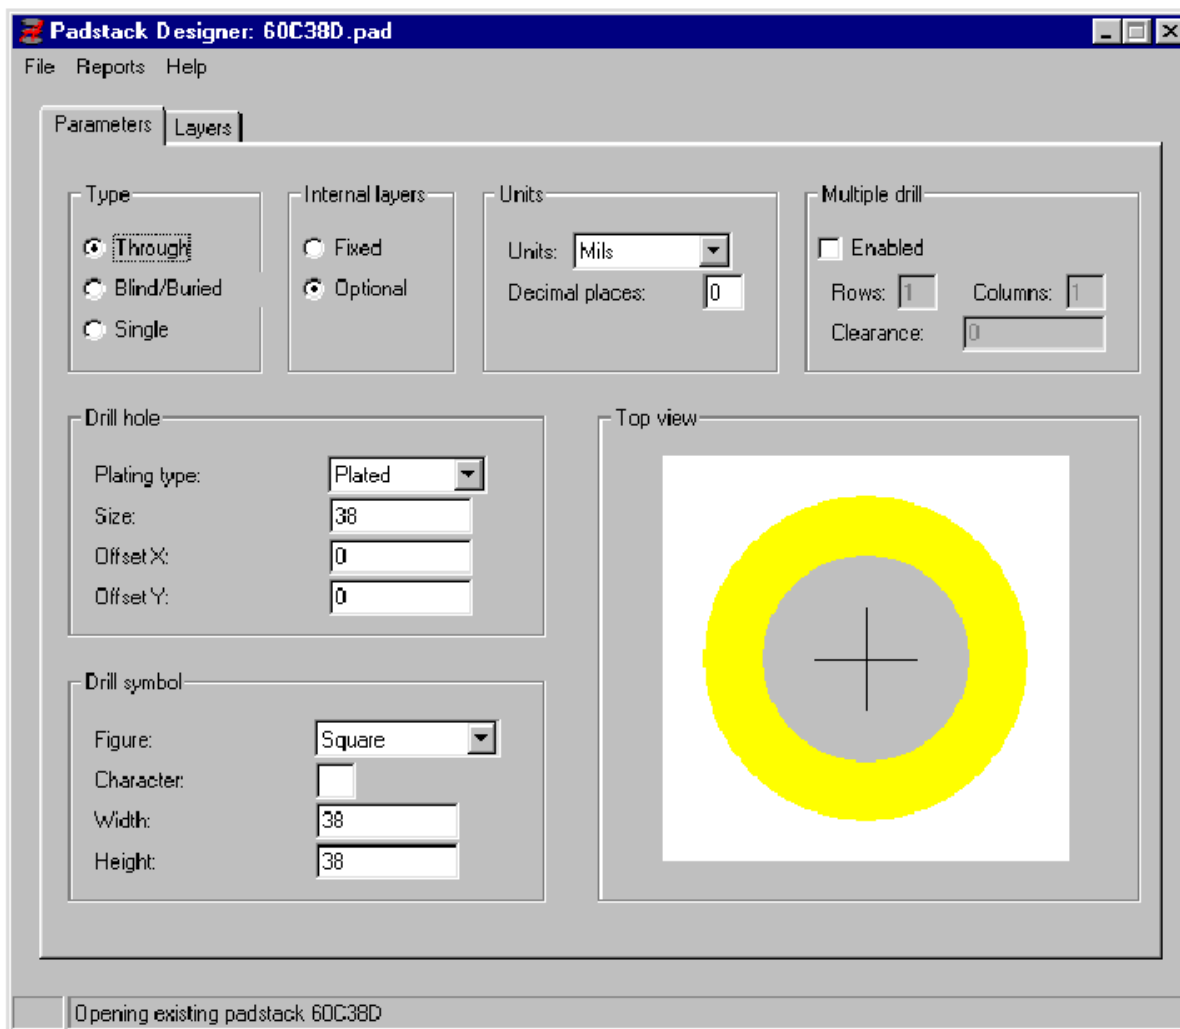 Padstack Designer: 60C38D.pad
File Reports Help
Parameters Layers
Type
Through
Blind/Buried
Single
Internal layers
Fixed
Optional
Units
Units: Mils
Decimal places: 0
Multiple drill
Enabled
Rows: 1 Columns: 1
Clearance: 0
Drill hole
Plating type: Plated
Size: 38
Offset X: 0
Offset Y: 0
Top view
Drill symbol
Figure: Square
Character:
Width: 38
Height: 38
Opening existing padstack 60C38D